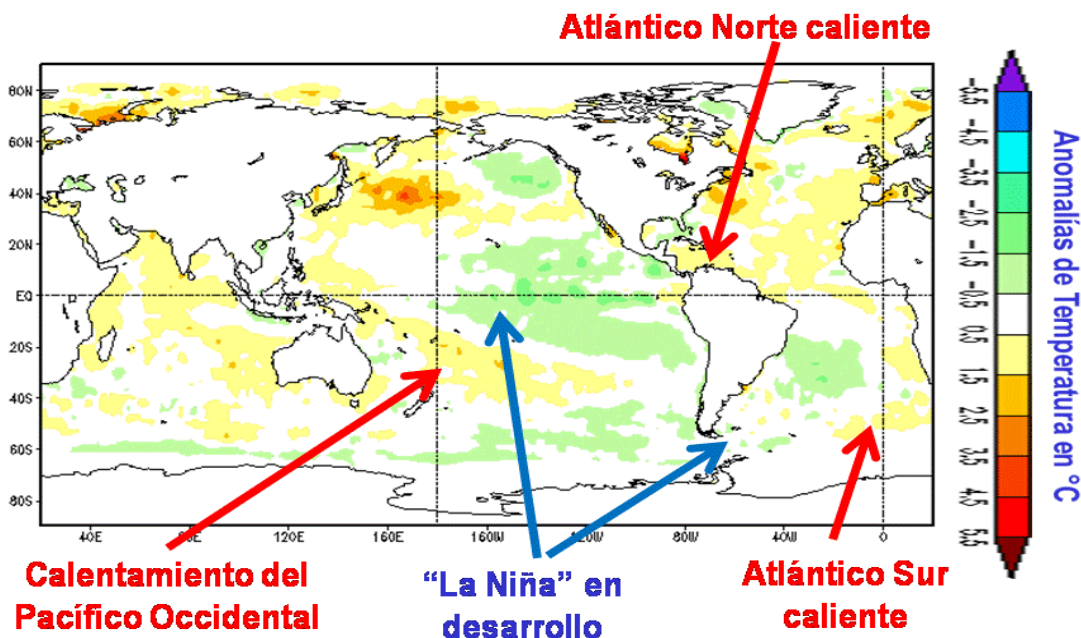 Atlántico Norte caliente
80N
60N
40N
20N
EQ
20S
40S
60S
80S
40E
80E
120E
160E
160W
120W
80W
40W
0
-5.5
-4.5
-3.5
-2.5
-1.5
-0.5
0.5
1.5
2.5
3.5
4.5
5.5
Anomalías de Temperatura en °C
Calentamiento del
Pacífico Occidental
“La Niña” en
desarrollo
Atlántico Sur
caliente